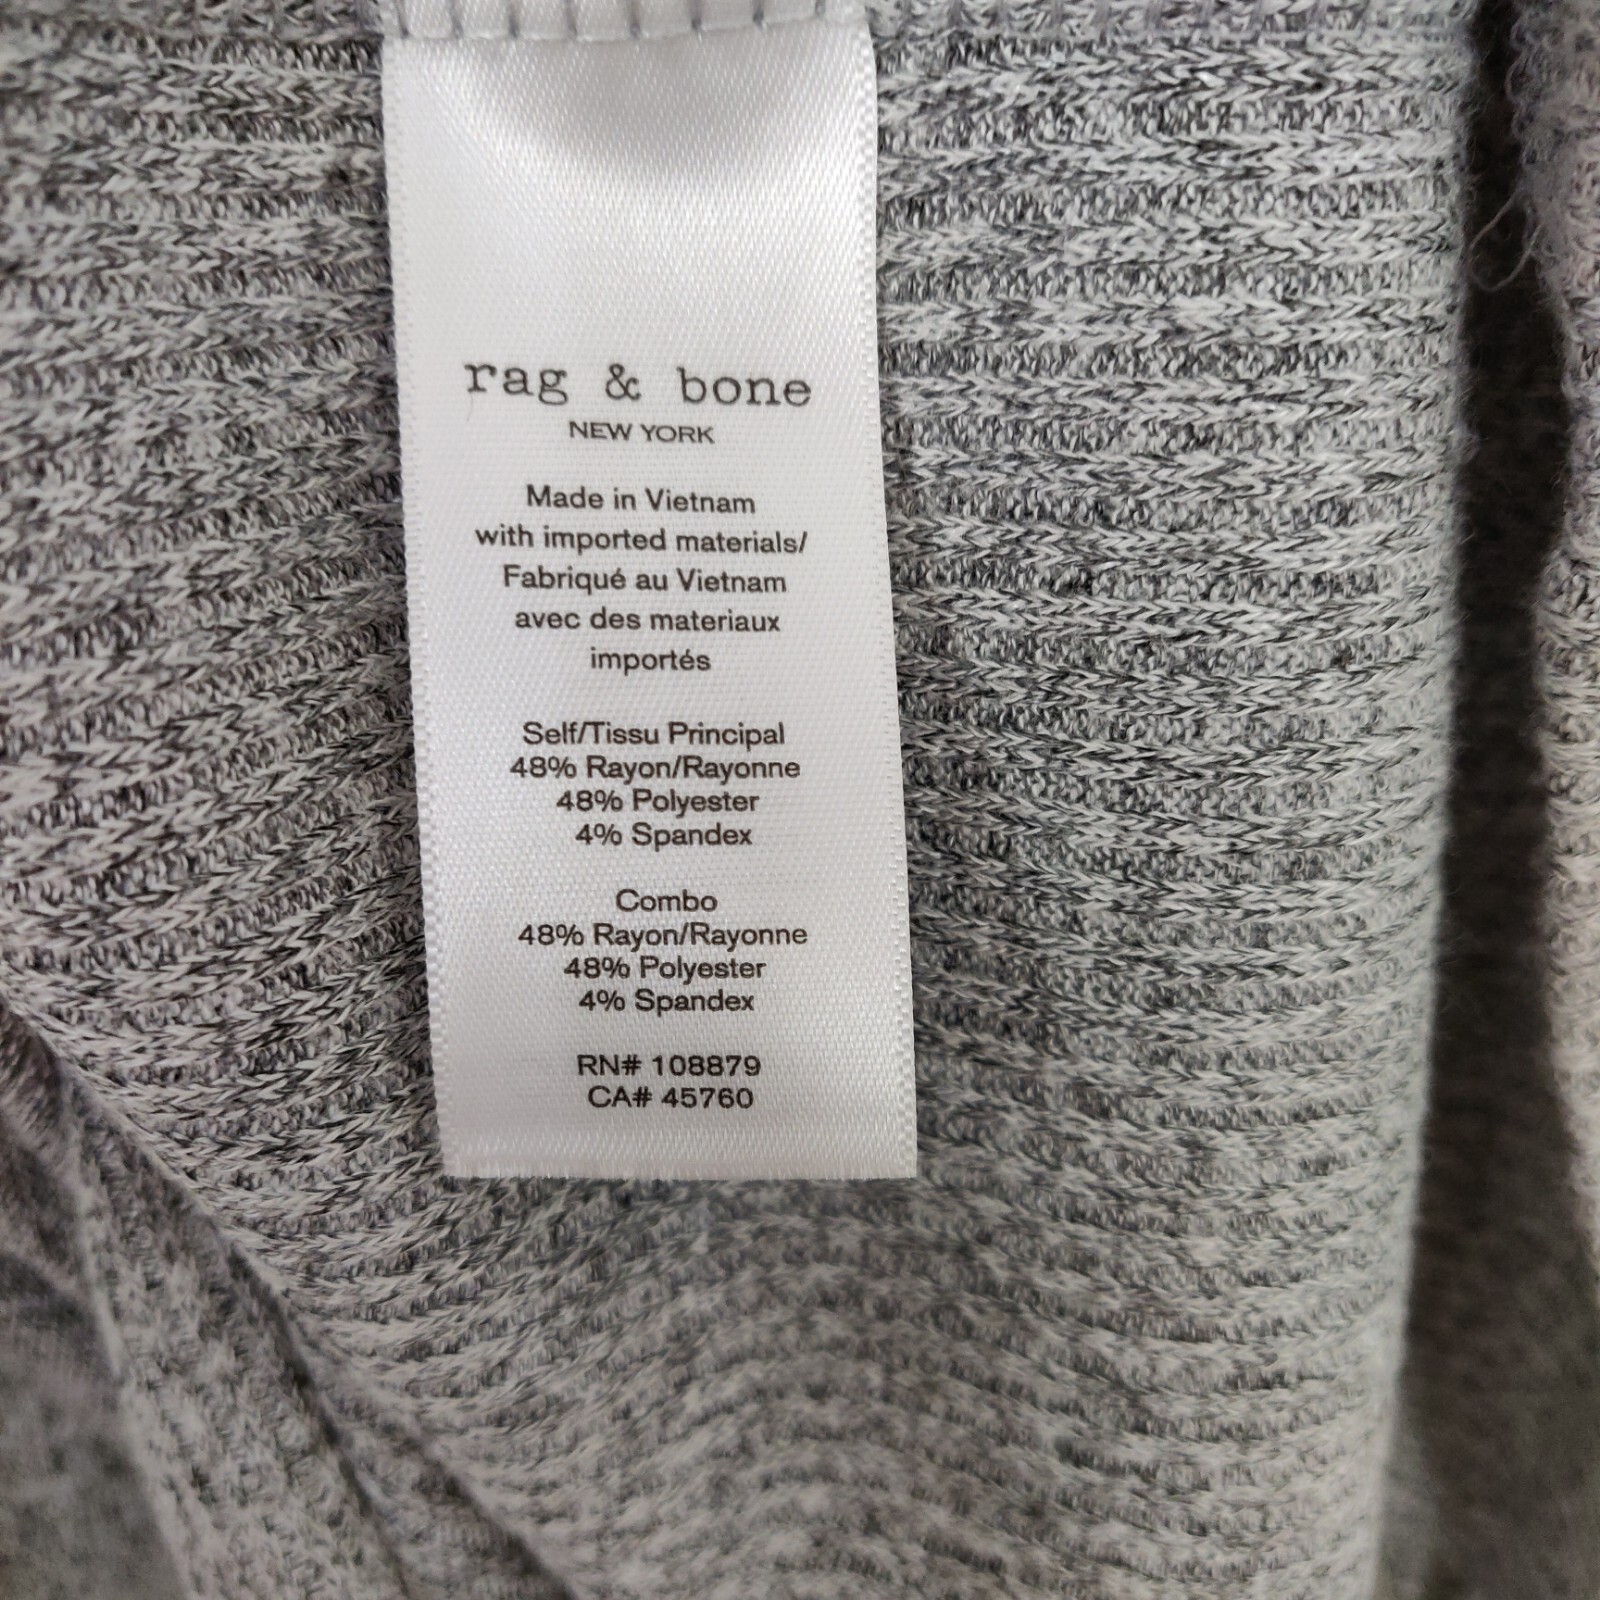 rag & bone
NEW YORK
Made in Vietnam
with imported materials/
Fabriqué au Vietnam
avec des materiaux
importés
Self/Tissu Principal
48% Rayon/Rayonne
48% Polyester
4% Spandex
Combo
48% Rayon/Rayonne
48% Polyester
4% Spandex
RN# 108879
CA# 45760